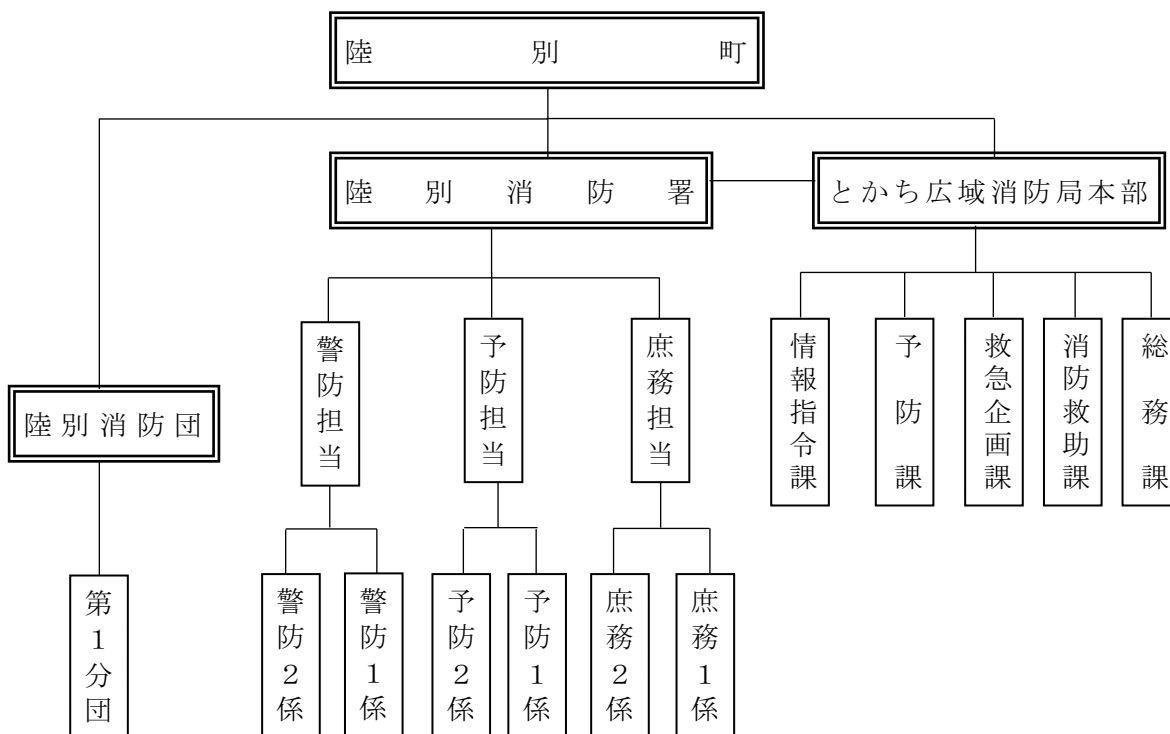 陸別町
陸別消防署
とかち広域消防局本部
警防担当
予防担当
庶務担当
情報指令課
予防課
救急企画課
消防救助課
総務課
陸別消防団
第1分団
警防2係
警防1係
予防2係
予防1係
庶務2係
庶務1係